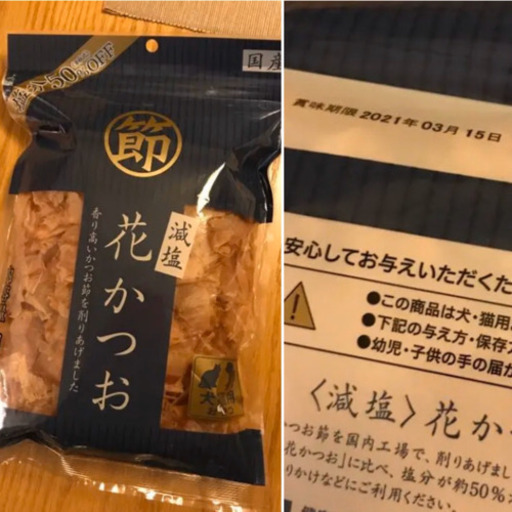 塩分50%OFF
国産
節
減塩
花かつお
香り高いかつお節を削りあげました
賞味期限 2021年 03月 15日
安心してお与えいただくた
●この商品は犬・猫用
●下記の与え方・保存
●幼児・子供の手の届か
〈減塩〉花か
かつお節を国内工場で、削りあげまし
花かつお」に比べ、塩分が約50%
りかけなどにご利用ください。